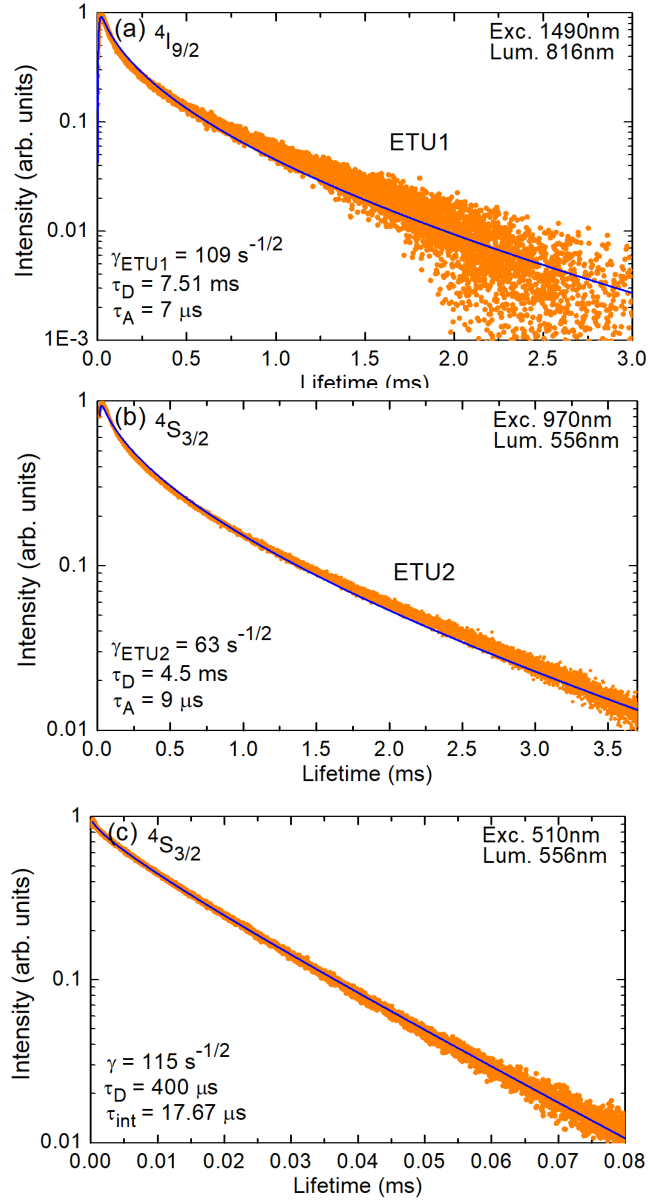 (a) 4I9/2
Exc. 1490nm
Lum. 816nm
ETU1
γETU1 = 109 s-1/2
τD = 7.51 ms
τA = 7 μs
Intensity (arb. units)
1
0.1
0.01
1E-3
0.0 0.5 1.0 1.5 2.0 2.5 3.0
Lifetime (ms)
(b) 4S3/2
Exc. 970nm
Lum. 556nm
ETU2
γETU2 = 63 s-1/2
τD = 4.5 ms
τA = 9 μs
Intensity (arb. units)
1
0.1
0.01
0.0 0.5 1.0 1.5 2.0 2.5 3.0 3.5
Lifetime (ms)
(c) 4S3/2
Exc. 510nm
Lum. 556nm
γ = 115 s-1/2
τD = 400 μs
τint = 17.67 μs
Intensity (arb. units)
1
0.1
0.01
0.00 0.01 0.02 0.03 0.04 0.05 0.06 0.07 0.08
Lifetime (ms)